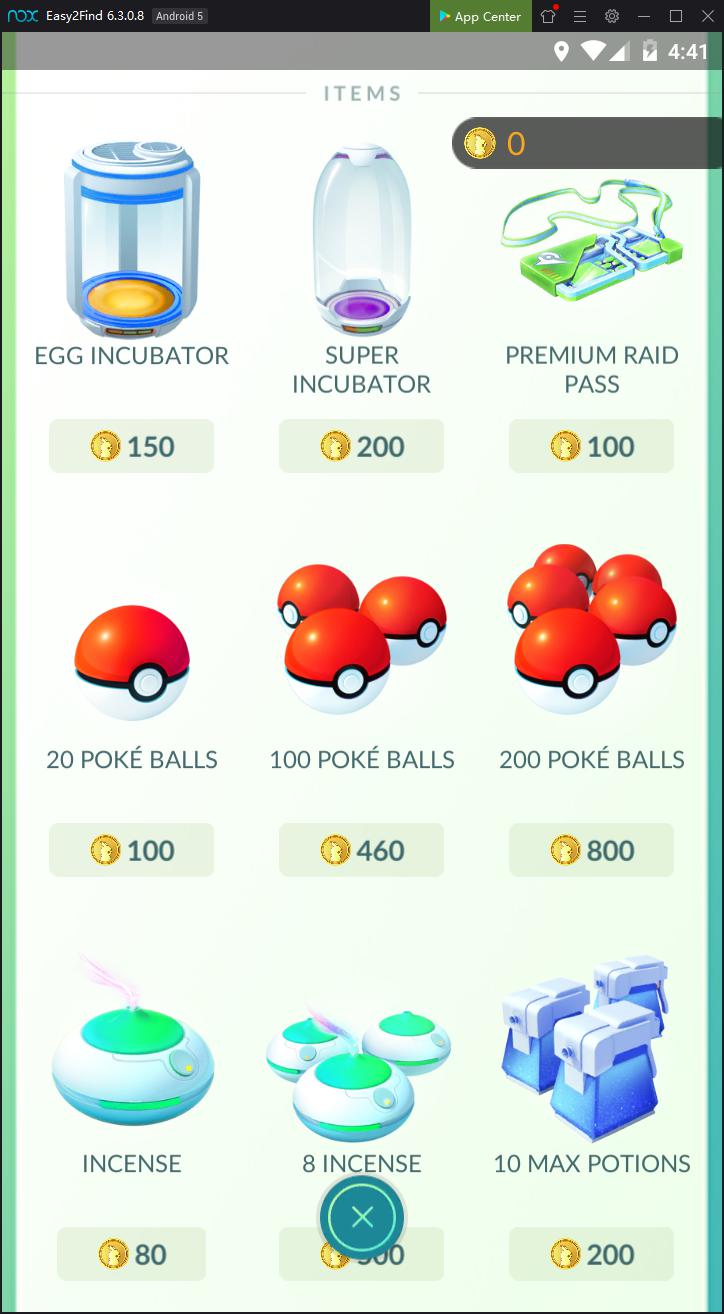 nox Easy2Find 6.3.0.8 Android 5 App Center
4:41
ITEMS
0
EGG INCUBATOR
SUPER
INCUBATOR
PREMIUM RAID
PASS
150
200
100
20 POKÉ BALLS
100 POKÉ BALLS
200 POKÉ BALLS
100
460
800
INCENSE
8 INCENSE
10 MAX POTIONS
80
200